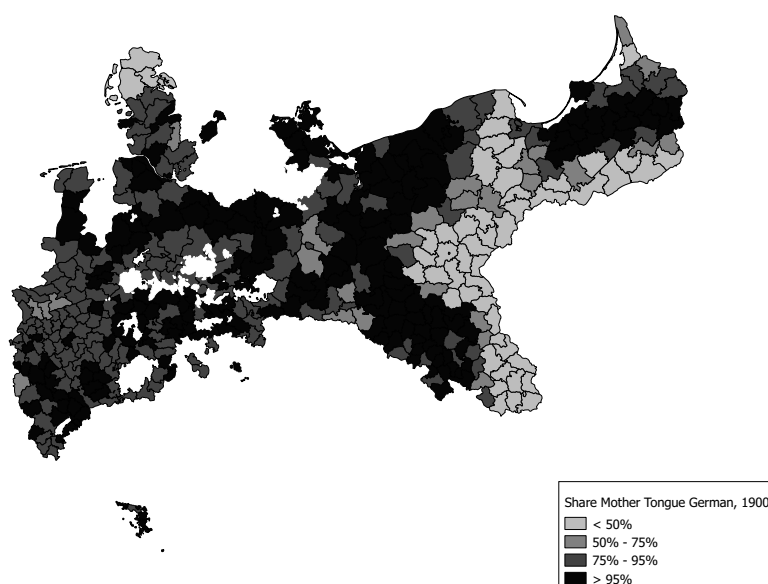 Share Mother Tongue German, 1900
< 50%
50% - 75%
75% - 95%
> 95%